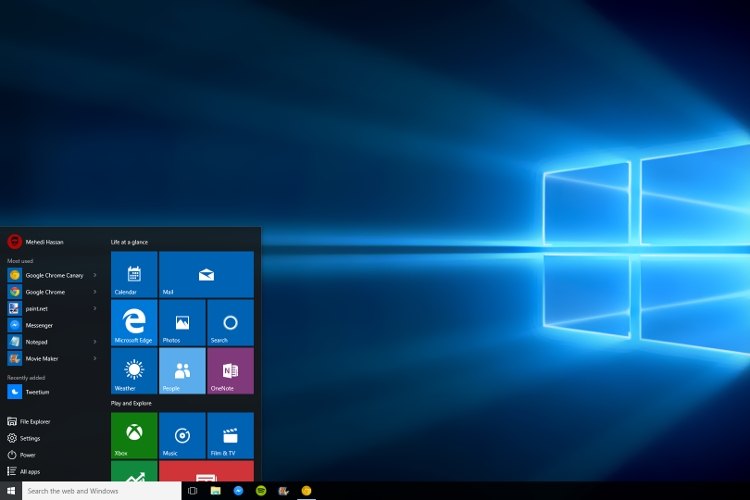 Mehedi Hassan
Most used
Google Chrome Canary
Google Chrome
paint.net
Messenger
Notepad
Movie Maker
Recently added
Tweetium
File Explorer
Settings
Power
All apps
Life at a glance
Calendar
Mail
Microsoft Edge
Photos
Search
Weather
People
OneNote
Play and Explore
Xbox
Music
Film & TV
Search the web and Windows